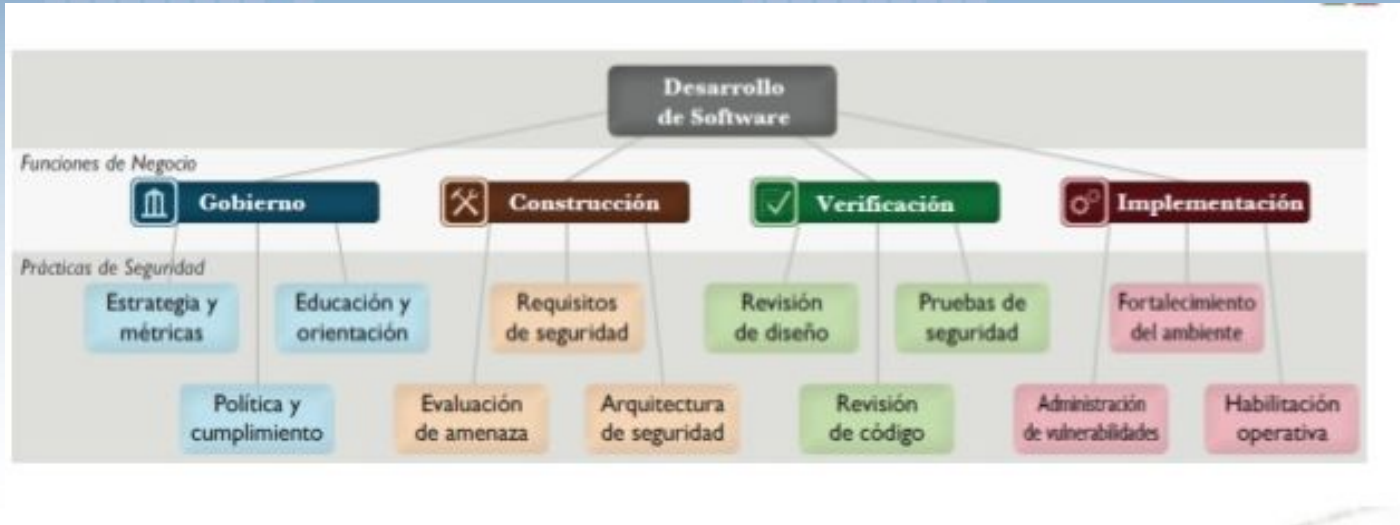 Desarrollo
de Software
Funciones de Negocio
Gobierno
Construcción
Verificación
Implementación
Prácticas de Seguridad
Estrategia y
métricas
Educación y
orientación
Requisitos
de seguridad
Revisión
de diseño
Pruebas de
seguridad
Fortalecimiento
del ambiente
Política y
cumplimiento
Evaluación
de amenaza
Arquitectura
de seguridad
Revisión
de código
Administración
de vulnerabilidades
Habilitación
operativa